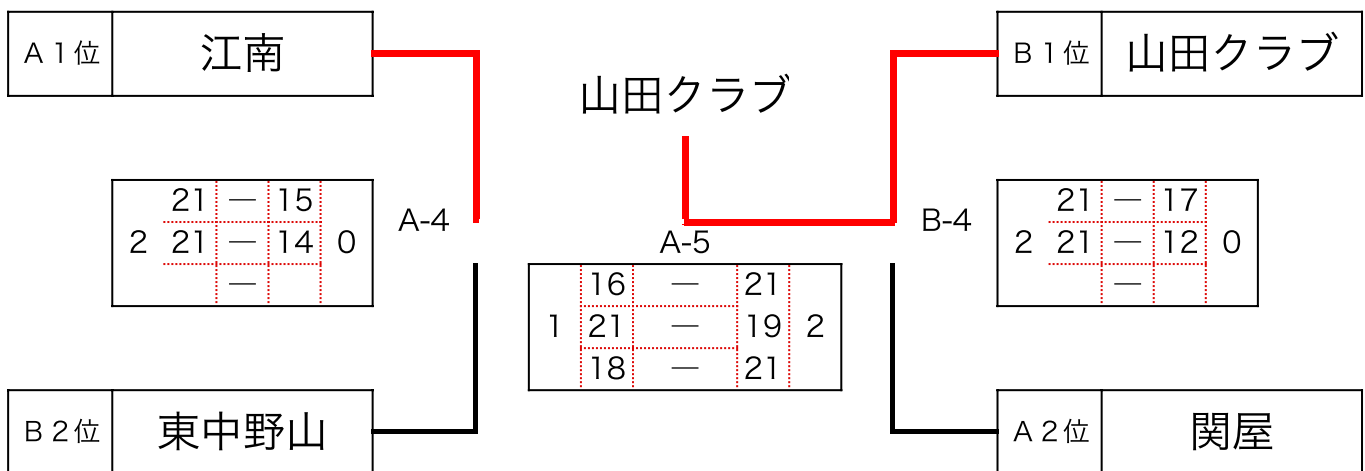 A1位 江南
山田クラブ
B1位 山田クラブ
21 — 15
2 21 — 14 0
—
A-4
A-5
16 — 21
1 21 — 19 2
18 — 21
B-4
21 — 17
2 21 — 12 0
—
B2位 東中野山
A2位 関屋